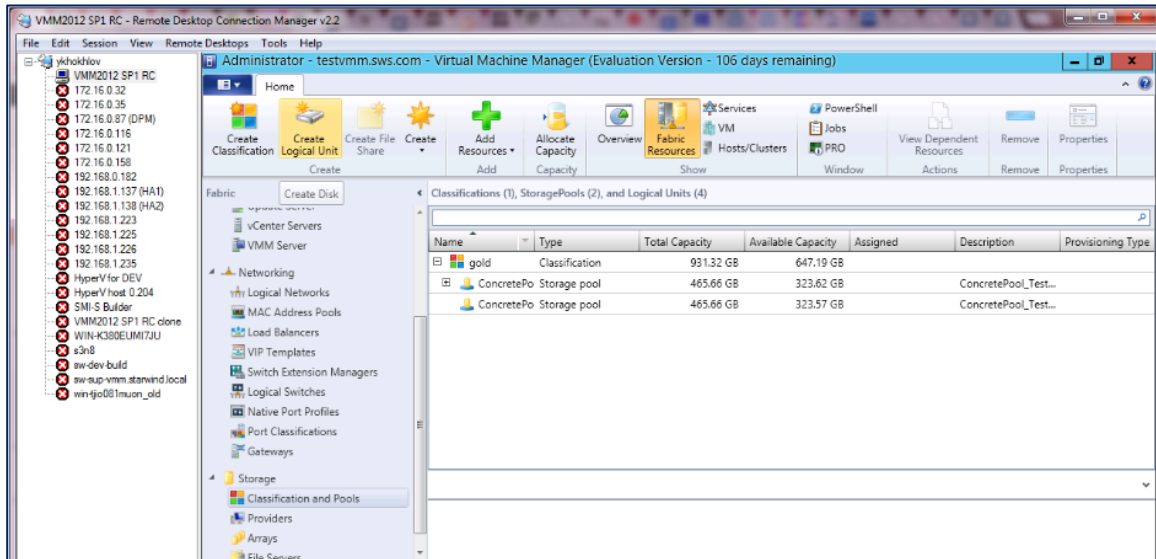 VMM2012 SP1 RC - Remote Desktop Connection Manager v2.2
File Edit Session View Remote Desktops Tools Help
ykhokhlov
VMM2012 SP1 RC
172.16.0.32
172.16.0.35
172.16.0.87 (DPM)
172.16.0.116
172.16.0.121
172.16.0.158
192.168.0.182
192.168.1.137 (HA1)
192.168.1.138 (HA2)
192.168.1.223
192.168.1.225
192.168.1.226
192.168.1.235
HyperV for DEV
HyperV host 0.204
SMI-S Builder
VMM2012 SP1 RC clone
WIN-K380EUMI7JU
s3n8
sw-dev-build
sw-sup-vmm.starwind.local
win-tjio081muon_old
Administrator - testvmm.sws.com - Virtual Machine Manager (Evaluation Version - 106 days remaining)
Home
Create Classification
Create Logical Unit
Create File Share
Create
Create
Add Resources
Add
Allocate Capacity
Capacity
Overview
Fabric Resources
Services
VM
Hosts/Clusters
Show
PowerShell
Jobs
PRO
Window
View Dependent Resources
Actions
Remove
Remove
Properties
Properties
Fabric
Create Disk
Update Server
vCenter Servers
VMM Server
Networking
Logical Networks
MAC Address Pools
Load Balancers
VIP Templates
Switch Extension Managers
Logical Switches
Native Port Profiles
Port Classifications
Gateways
Storage
Classification and Pools
Providers
Arrays
File Servers
Classifications (1), StoragePools (2), and Logical Units (4)
Name Type Total Capacity Available Capacity Assigned Description Provisioning Type
gold Classification 931.32 GB 647.19 GB
ConcretePo Storage pool 465.66 GB 323.62 GB ConcretePool_Test...
ConcretePo Storage pool 465.66 GB 323.57 GB ConcretePool_Test...